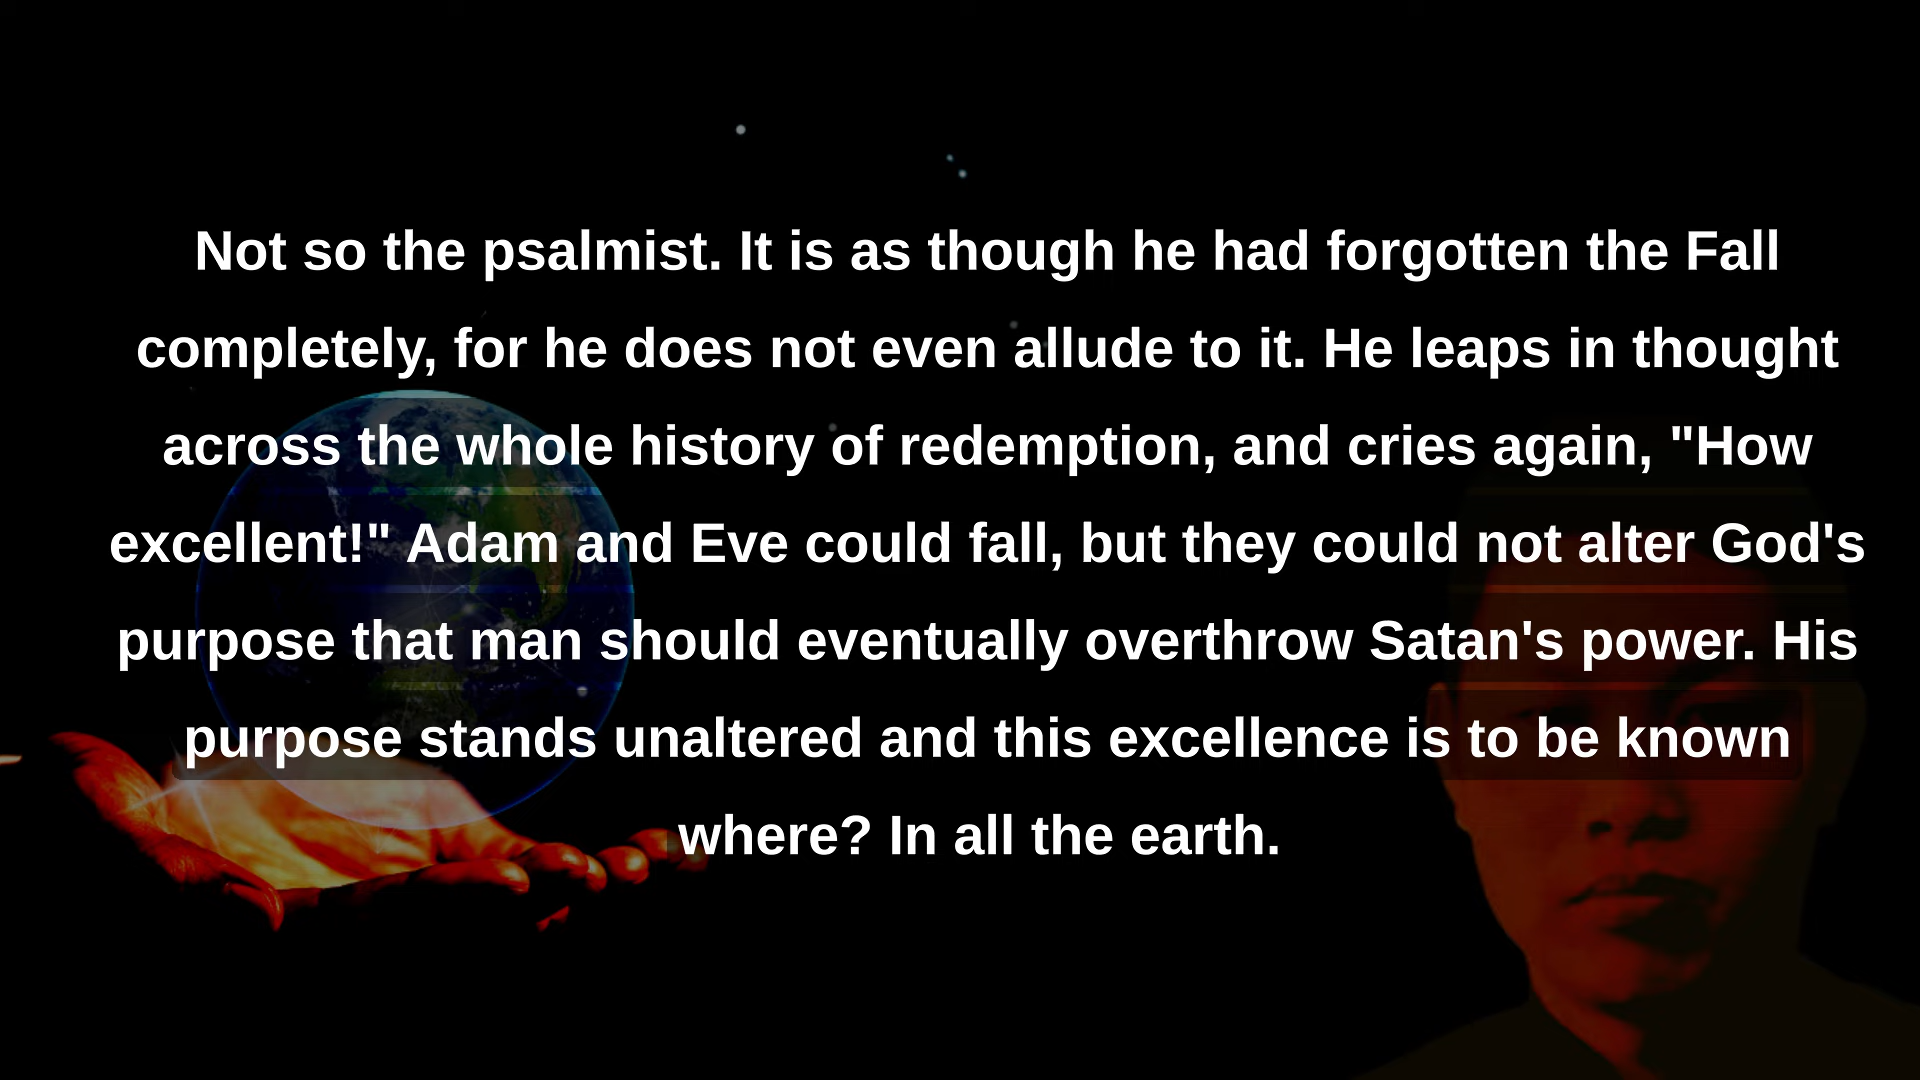 Not so the psalmist. It is as though he had forgotten the Fall
completely, for he does not even allude to it. He leaps in thought
across the whole history of redemption, and cries again, "How
excellent!" Adam and Eve could fall, but they could not alter God's
purpose that man should eventually overthrow Satan's power. His
purpose stands unaltered and this excellence is to be known
where? In all the earth.